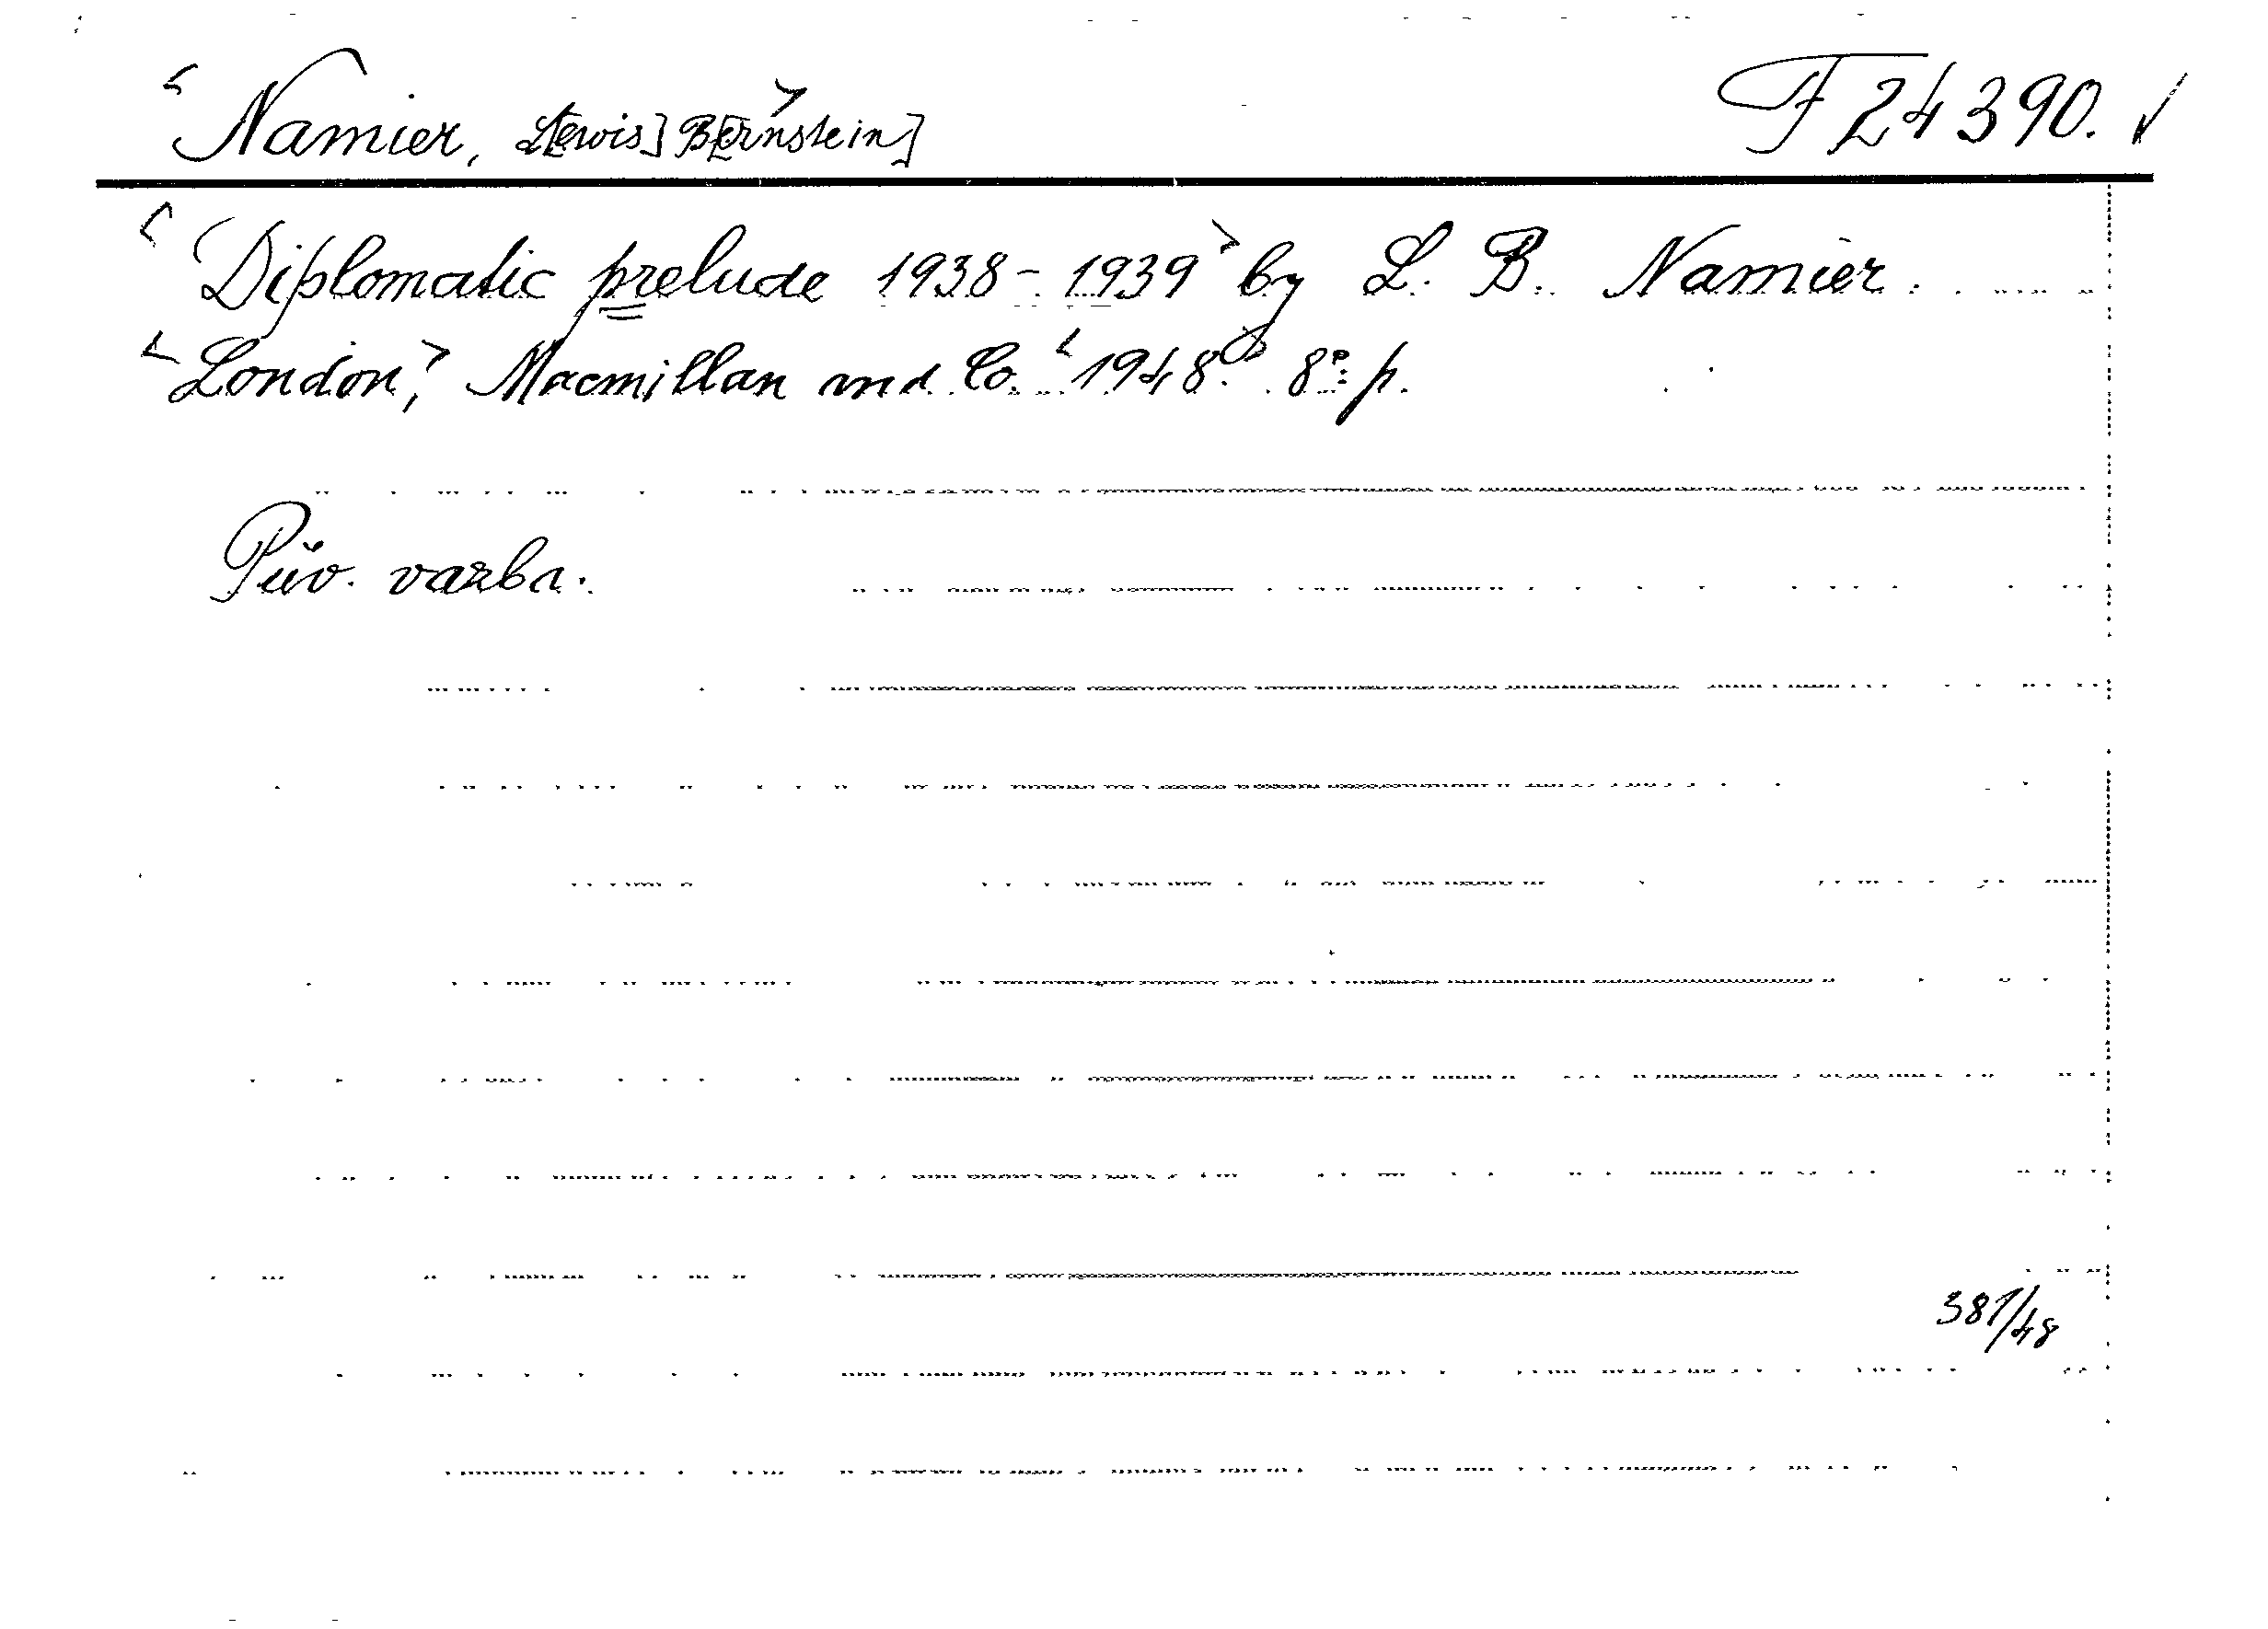 <Namier, L[ewis] B[ernstein]> F 24390. ✓
<Diplomatic prelude 1938-1939> by L. B. Namier.
<London,> Macmillan and Co. <1948.> 8°. p.
Pův. vazba.
381/48